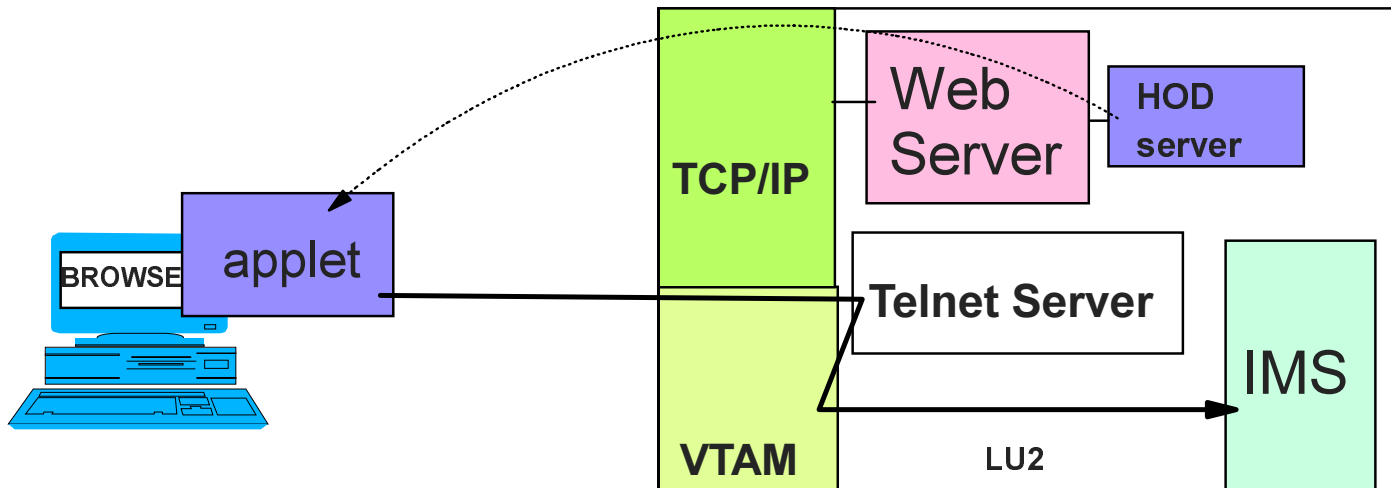 Web
Server
HOD
server
TCP/IP
applet
BROWSE
Telnet Server
IMS
VTAM
LU2